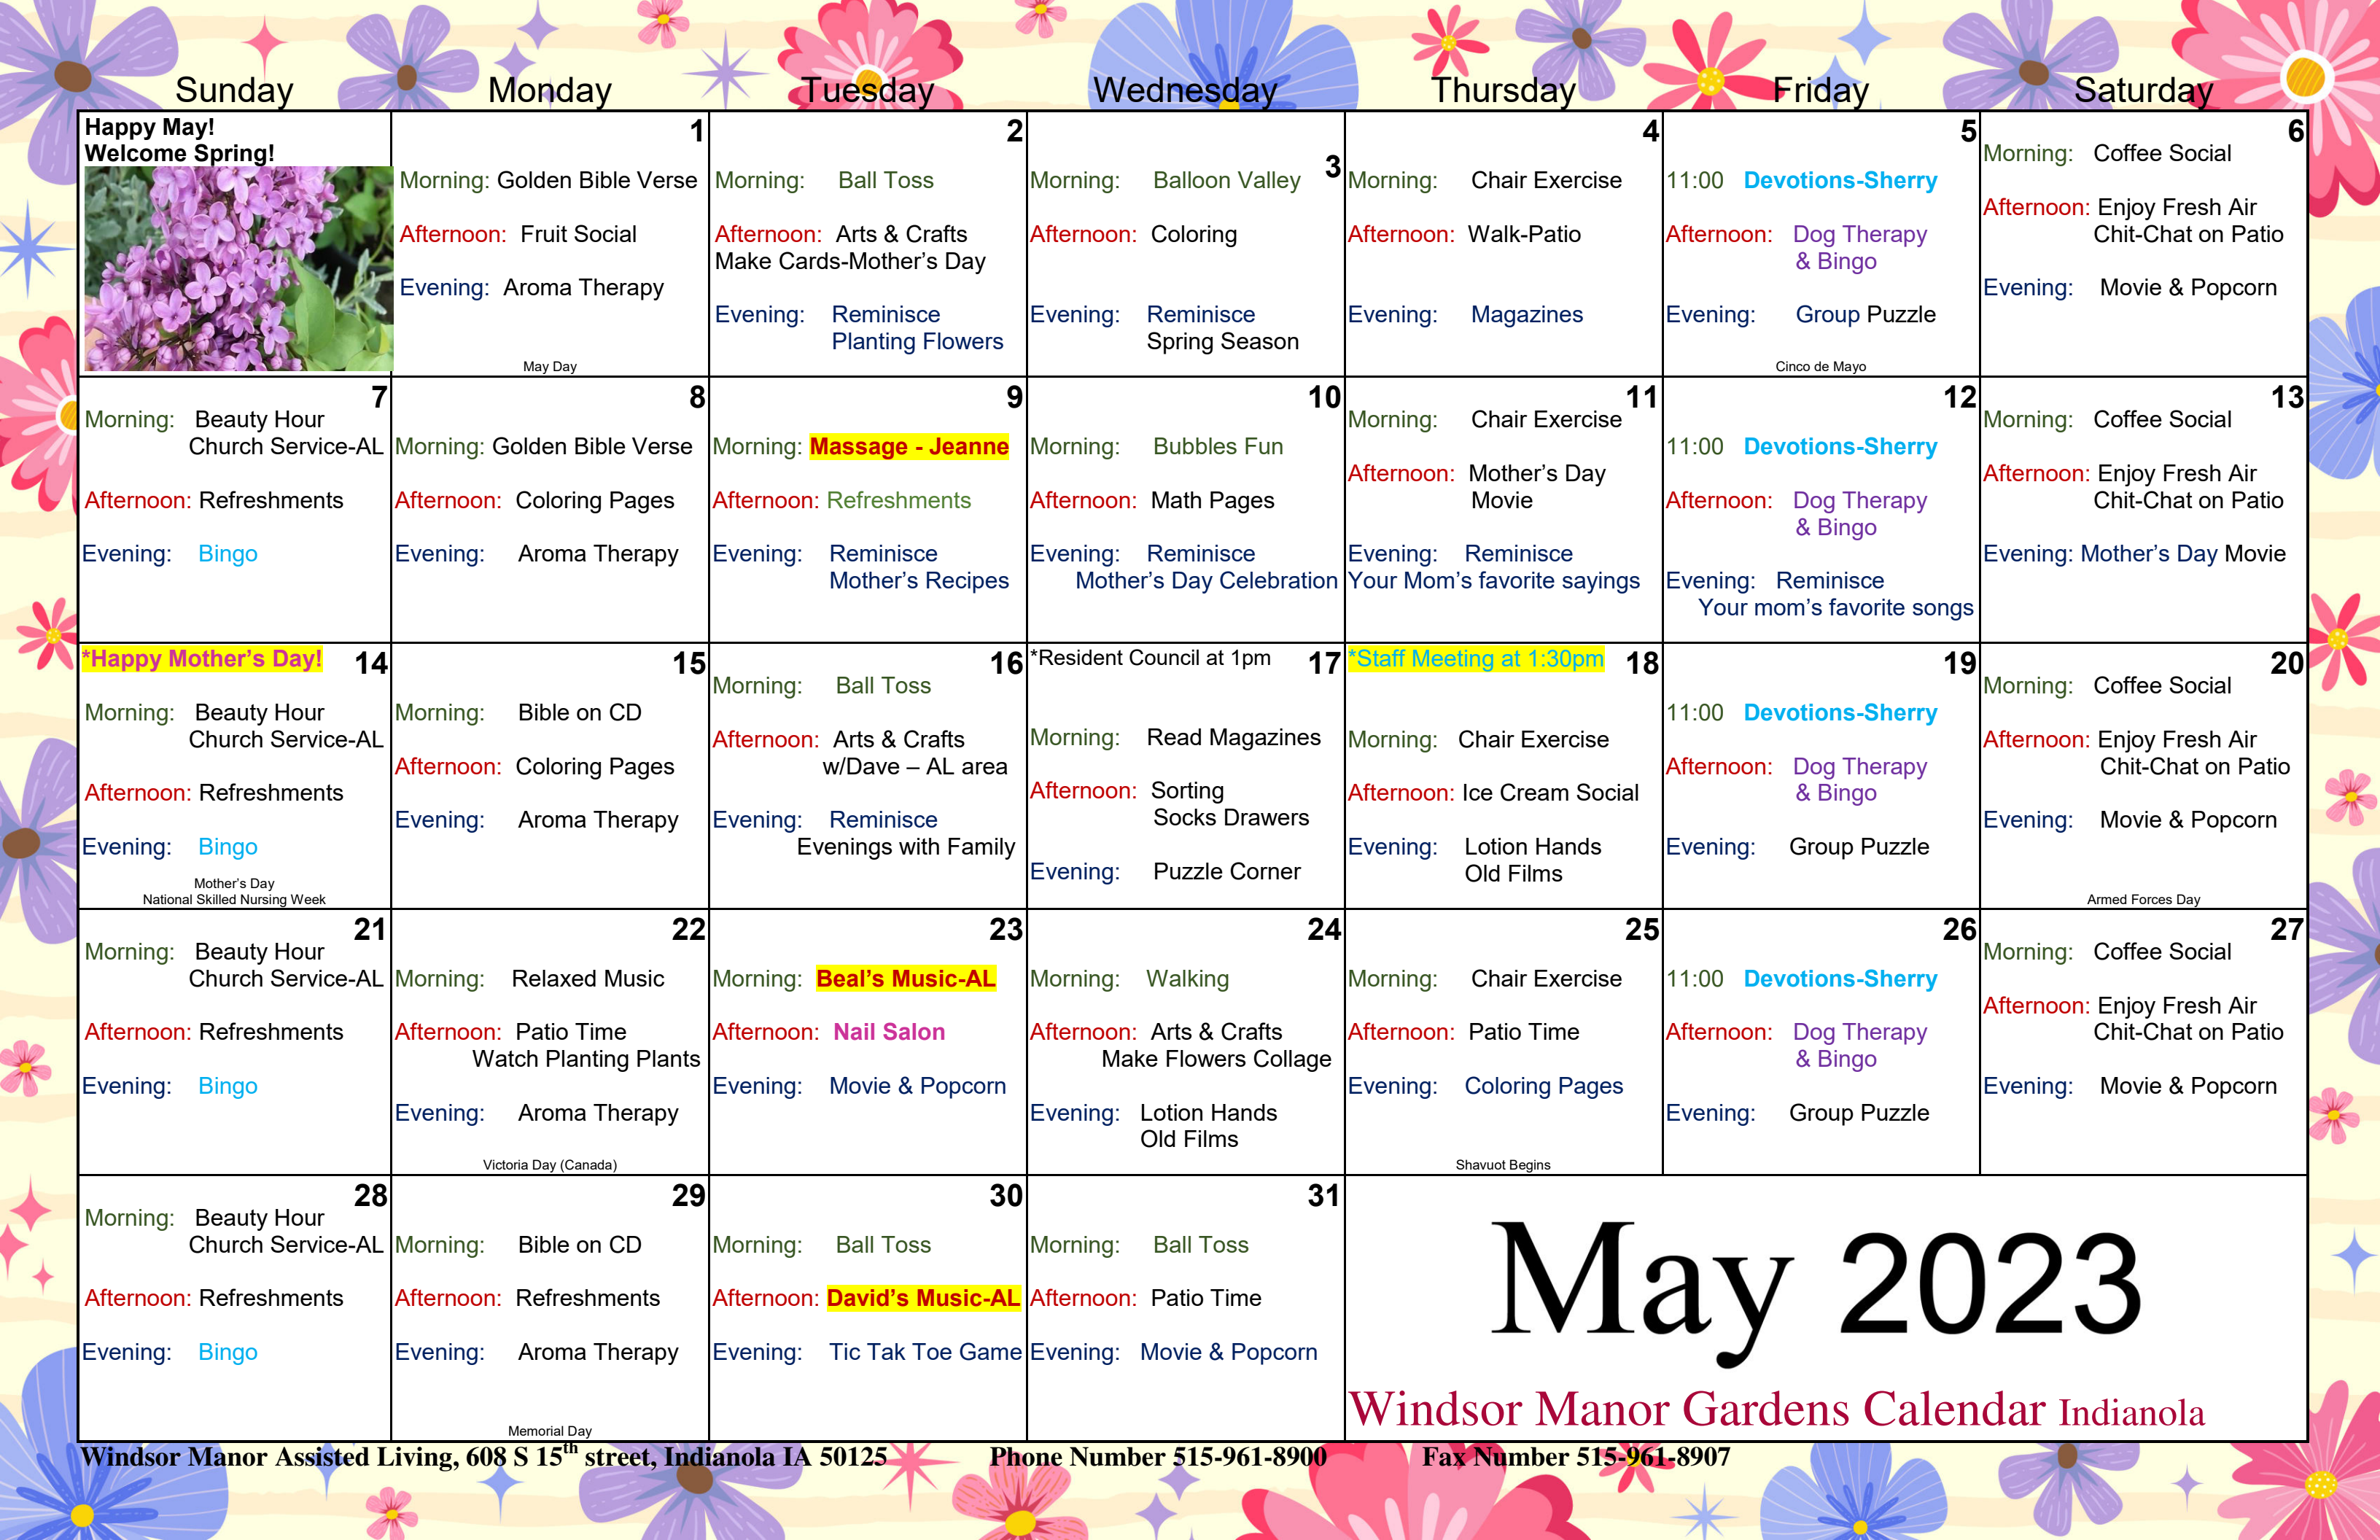 Sunday Monday Tuesday Wednesday Thursday Friday Saturday
Happy May!
Welcome Spring!
1
Morning: Golden Bible Verse
Afternoon: Fruit Social
Evening: Aroma Therapy
May Day
2
Morning: Ball Toss
Afternoon: Arts & Crafts
Make Cards-Mother's Day
Evening: Reminisce
Planting Flowers
3
Morning: Balloon Valley
Afternoon: Coloring
Evening: Reminisce
Spring Season
4
Morning: Chair Exercise
Afternoon: Walk-Patio
Evening: Magazines
5
11:00 Devotions-Sherry
Afternoon: Dog Therapy
& Bingo
Evening: Group Puzzle
Cinco de Mayo
6
Morning: Coffee Social
Afternoon: Enjoy Fresh Air
Chit-Chat on Patio
Evening: Movie & Popcorn
7
Morning: Beauty Hour
Church Service-AL
Afternoon: Refreshments
Evening: Bingo
8
Morning: Golden Bible Verse
Afternoon: Coloring Pages
Evening: Aroma Therapy
9
Morning: Massage - Jeanne
Afternoon: Refreshments
Evening: Reminisce
Mother's Recipes
10
Morning: Bubbles Fun
Afternoon: Math Pages
Evening: Reminisce
Mother's Day Celebration
11
Morning: Chair Exercise
Afternoon: Mother's Day
Movie
Evening: Reminisce
Your Mom's favorite sayings
12
11:00 Devotions-Sherry
Afternoon: Dog Therapy
& Bingo
Evening: Reminisce
Your mom's favorite songs
13
Morning: Coffee Social
Afternoon: Enjoy Fresh Air
Chit-Chat on Patio
Evening: Mother's Day Movie
*Happy Mother's Day! 14
Morning: Beauty Hour
Church Service-AL
Afternoon: Refreshments
Evening: Bingo
Mother's Day
National Skilled Nursing Week
15
Morning: Bible on CD
Afternoon: Coloring Pages
Evening: Aroma Therapy
16
Morning: Ball Toss
Afternoon: Arts & Crafts
w/Dave – AL area
Evening: Reminisce
Evenings with Family
*Resident Council at 1pm 17
Morning: Read Magazines
Afternoon: Sorting
Socks Drawers
Evening: Puzzle Corner
*Staff Meeting at 1:30pm 18
Morning: Chair Exercise
Afternoon: Ice Cream Social
Evening: Lotion Hands
Old Films
19
11:00 Devotions-Sherry
Afternoon: Dog Therapy
& Bingo
Evening: Group Puzzle
20
Morning: Coffee Social
Afternoon: Enjoy Fresh Air
Chit-Chat on Patio
Evening: Movie & Popcorn
Armed Forces Day
21
Morning: Beauty Hour
Church Service-AL
Afternoon: Refreshments
Evening: Bingo
22
Morning: Relaxed Music
Afternoon: Patio Time
Watch Planting Plants
Evening: Aroma Therapy
Victoria Day (Canada)
23
Morning: Beal's Music-AL
Afternoon: Nail Salon
Evening: Movie & Popcorn
24
Morning: Walking
Afternoon: Arts & Crafts
Make Flowers Collage
Evening: Lotion Hands
Old Films
25
Morning: Chair Exercise
Afternoon: Patio Time
Evening: Coloring Pages
Shavuot Begins
26
11:00 Devotions-Sherry
Afternoon: Dog Therapy
& Bingo
Evening: Group Puzzle
27
Morning: Coffee Social
Afternoon: Enjoy Fresh Air
Chit-Chat on Patio
Evening: Movie & Popcorn
28
Morning: Beauty Hour
Church Service-AL
Afternoon: Refreshments
Evening: Bingo
29
Morning: Bible on CD
Afternoon: Refreshments
Evening: Aroma Therapy
Memorial Day
30
Morning: Ball Toss
Afternoon: David's Music-AL
Evening: Tic Tak Toe Game
31
Morning: Ball Toss
Afternoon: Patio Time
Evening: Movie & Popcorn
May 2023
Windsor Manor Gardens Calendar Indianola
Windsor Manor Assisted Living, 608 S 15th street, Indianola IA 50125 Phone Number 515-961-8900 Fax Number 515-961-8907